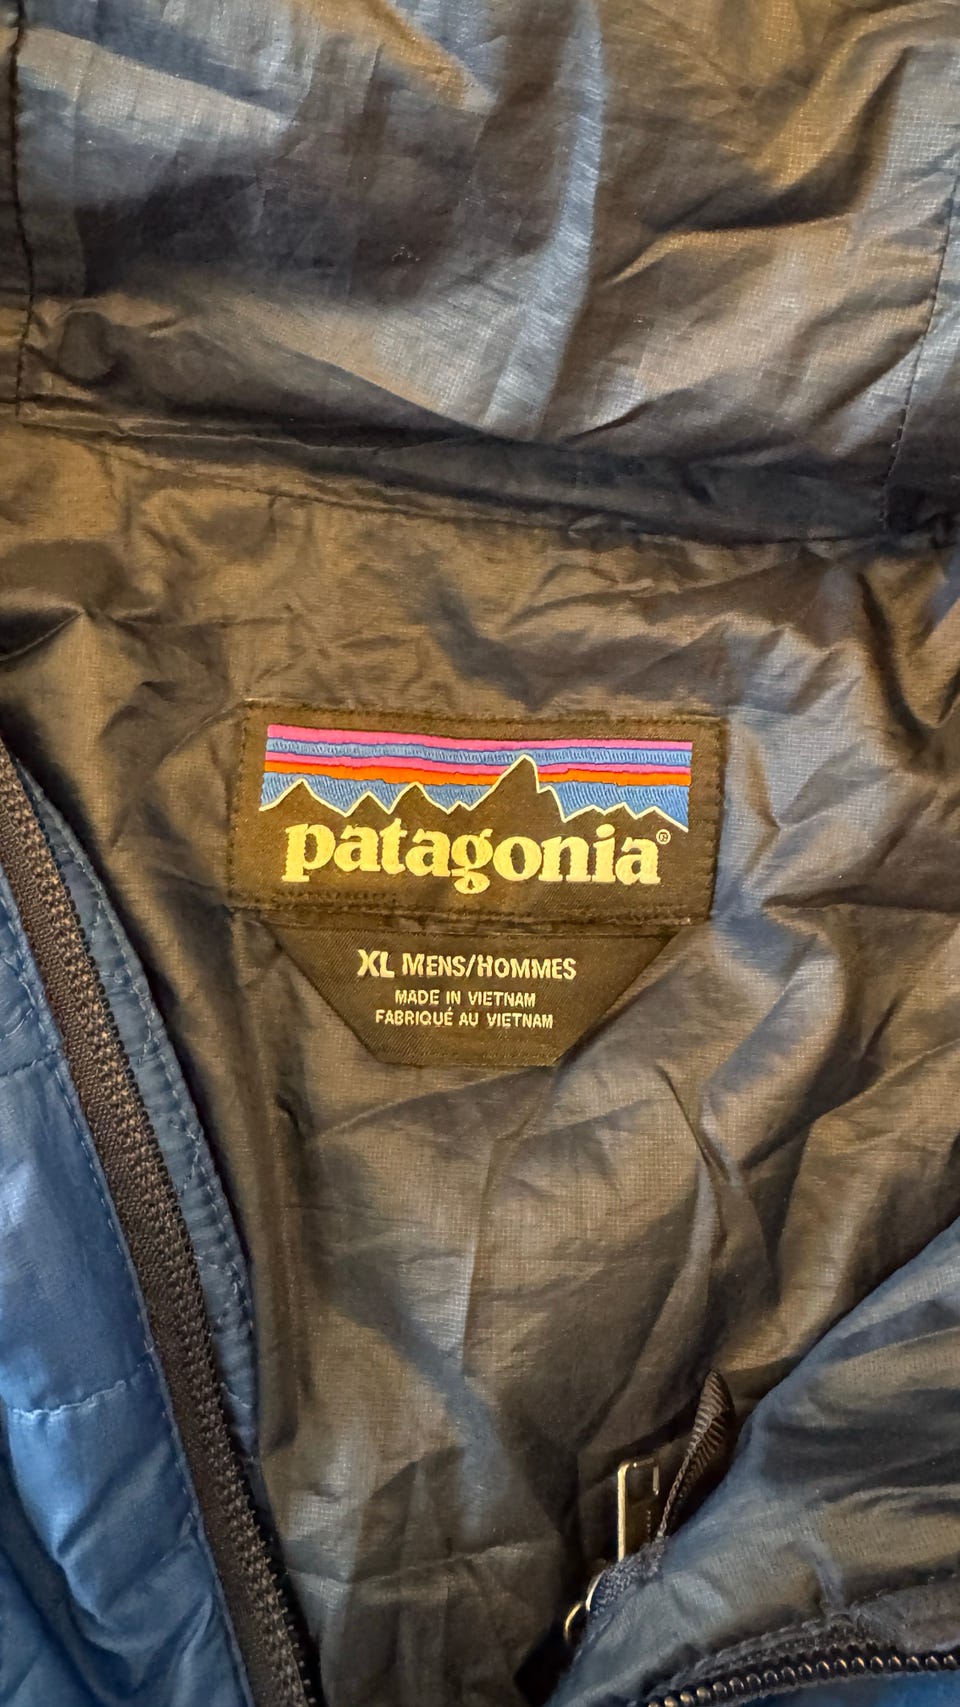 patagonia®
XL MENS/HOMMES
MADE IN VIETNAM
FABRIQUÉ AU VIETNAM